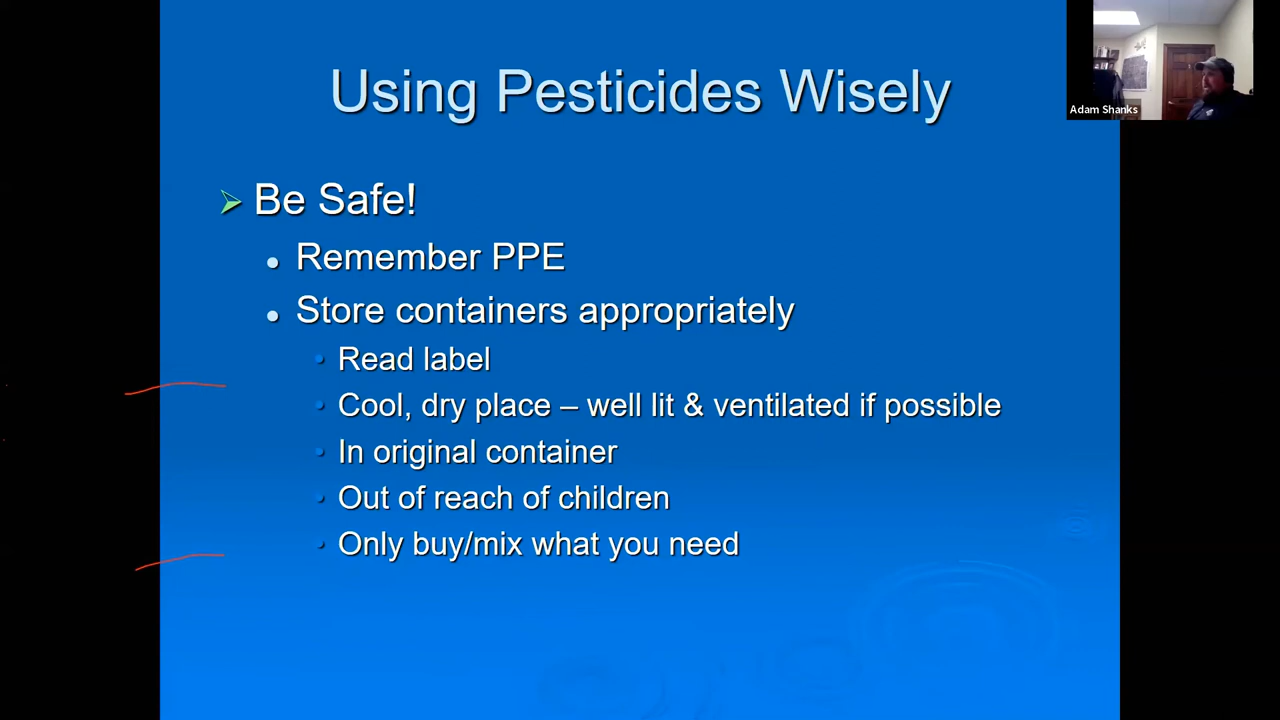 Using Pesticides Wisely
Adam Shanks
Be Safe!
Remember PPE
Store containers appropriately
Read label
Cool, dry place – well lit & ventilated if possible
In original container
Out of reach of children
Only buy/mix what you need